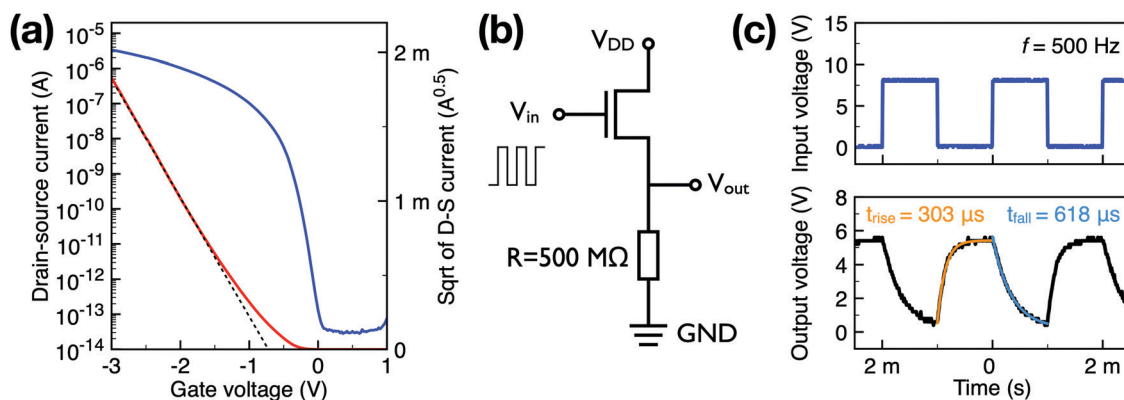 (a)
Drain-source current (A)
10⁻⁵
10⁻⁶
10⁻⁷
10⁻⁸
10⁻⁹
10⁻¹⁰
10⁻¹¹
10⁻¹²
10⁻¹³
10⁻¹⁴
-3
-2
-1
0
1
Gate voltage (V)
2 m
1 m
0
Sqrt of D-S current (A⁰·⁵)
(b)
V_DD
V_in
V_out
R=500 MΩ
GND
(c)
Input voltage (V)
15
10
5
0
f = 500 Hz
Output voltage (V)
8
6
4
2
0
t_rise = 303 µs
t_fall = 618 µs
2 m
0
2 m
Time (s)